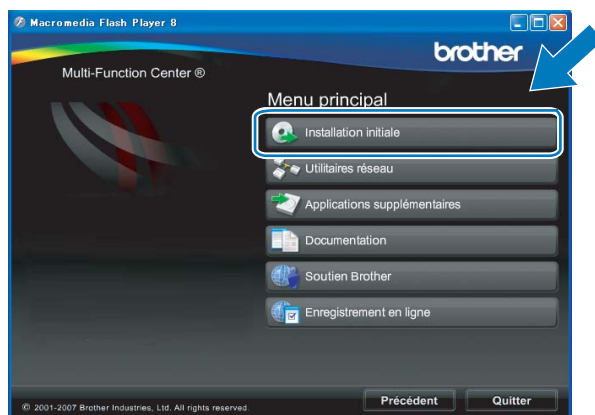 Macromedia Flash Player 8
brother
Multi-Function Center ®
Menu principal
Installation initiale
Utilitaires réseau
Applications supplémentaires
Documentation
Soutien Brother
Enregistrement en ligne
© 2001-2007 Brother Industries, Ltd. All rights reserved.
Précédent
Quitter